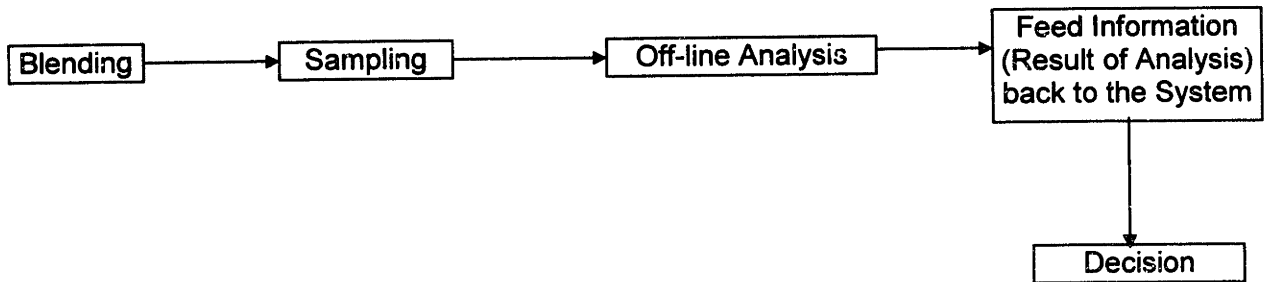 Blending
Sampling
Off-line Analysis
Feed Information
(Result of Analysis)
back to the System
Decision